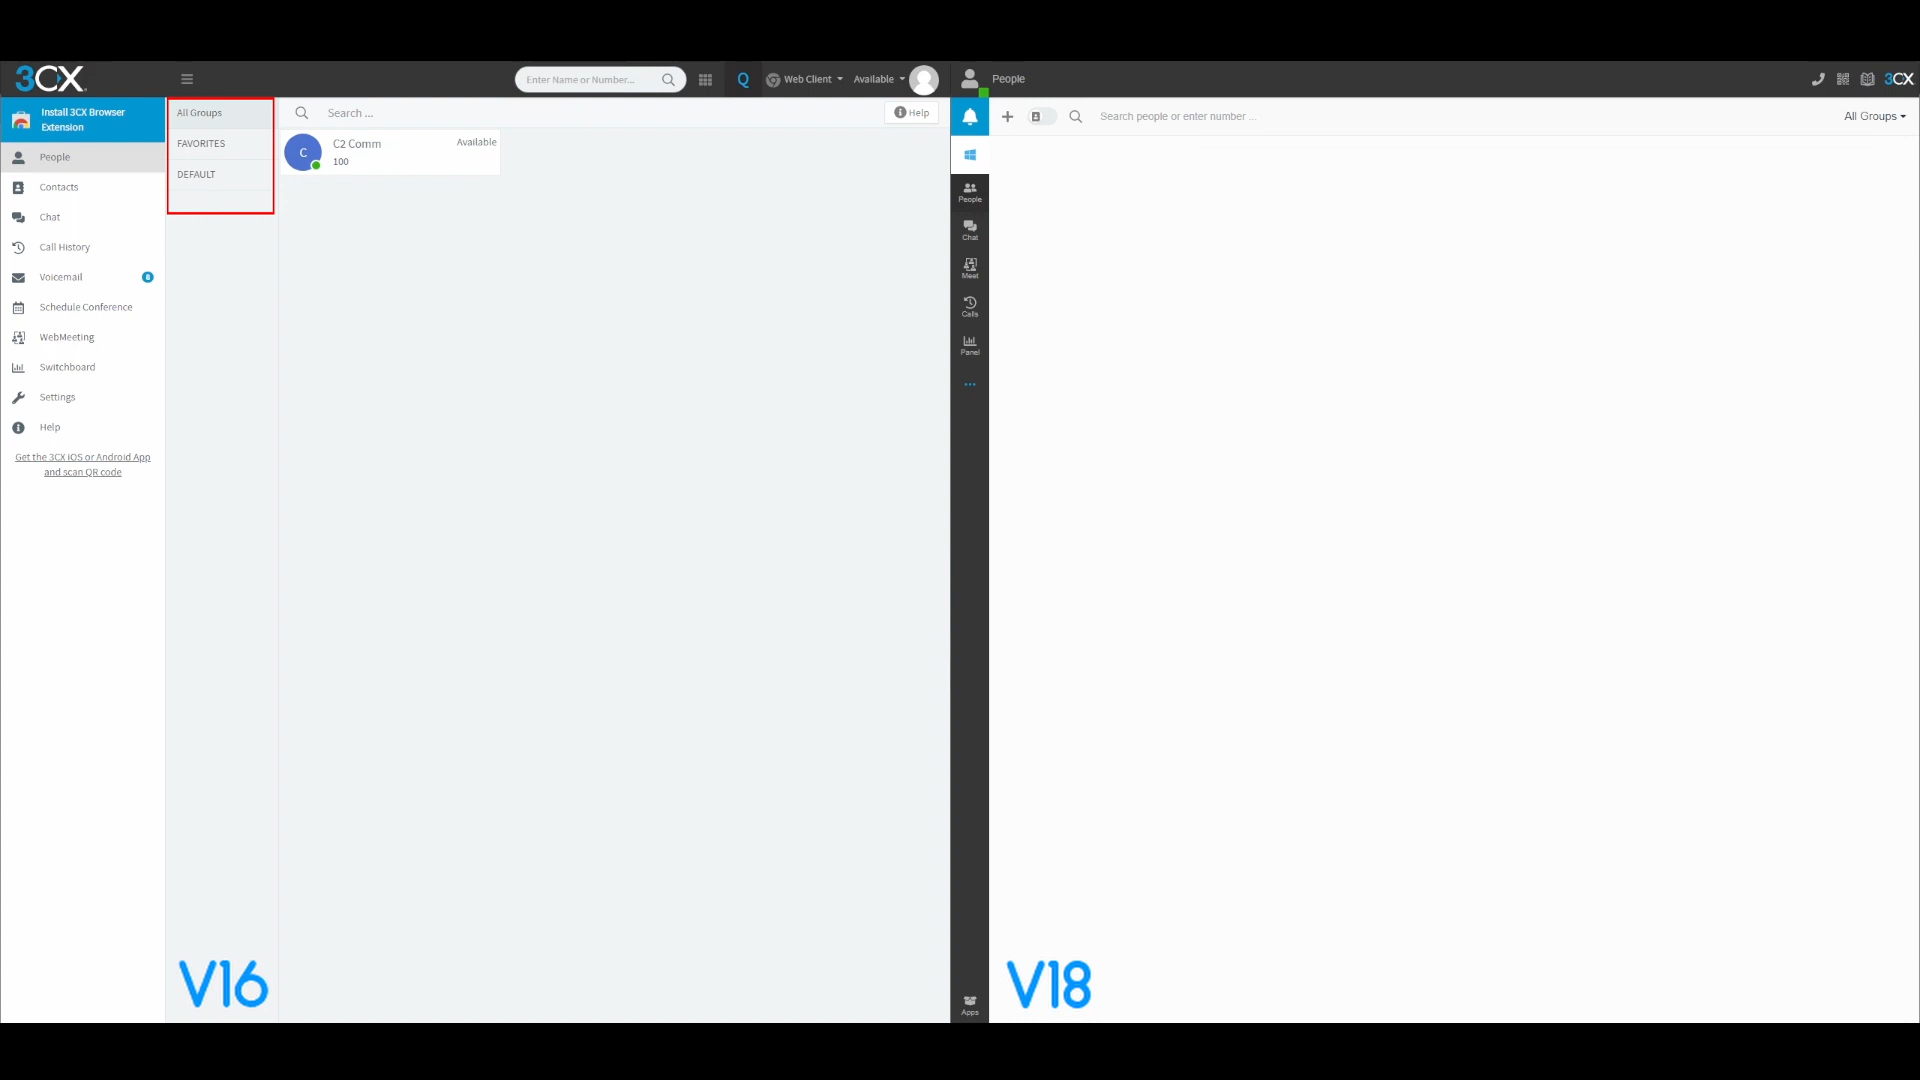 3CX
Enter Name or Number...
Q
Web Client
Available
People
3CX
Install 3CX Browser
Extension
People
Contacts
Chat
Call History
Voicemail
8
Schedule Conference
WebMeeting
Switchboard
Settings
Help
Get the 3CX iOS or Android App
and scan QR code
All Groups
FAVORITES
DEFAULT
Search ...
Help
C
C2 Comm
Available
100
V16
People
Chat
Meet
Calls
Panel
Apps
Search people or enter number ...
All Groups
V18